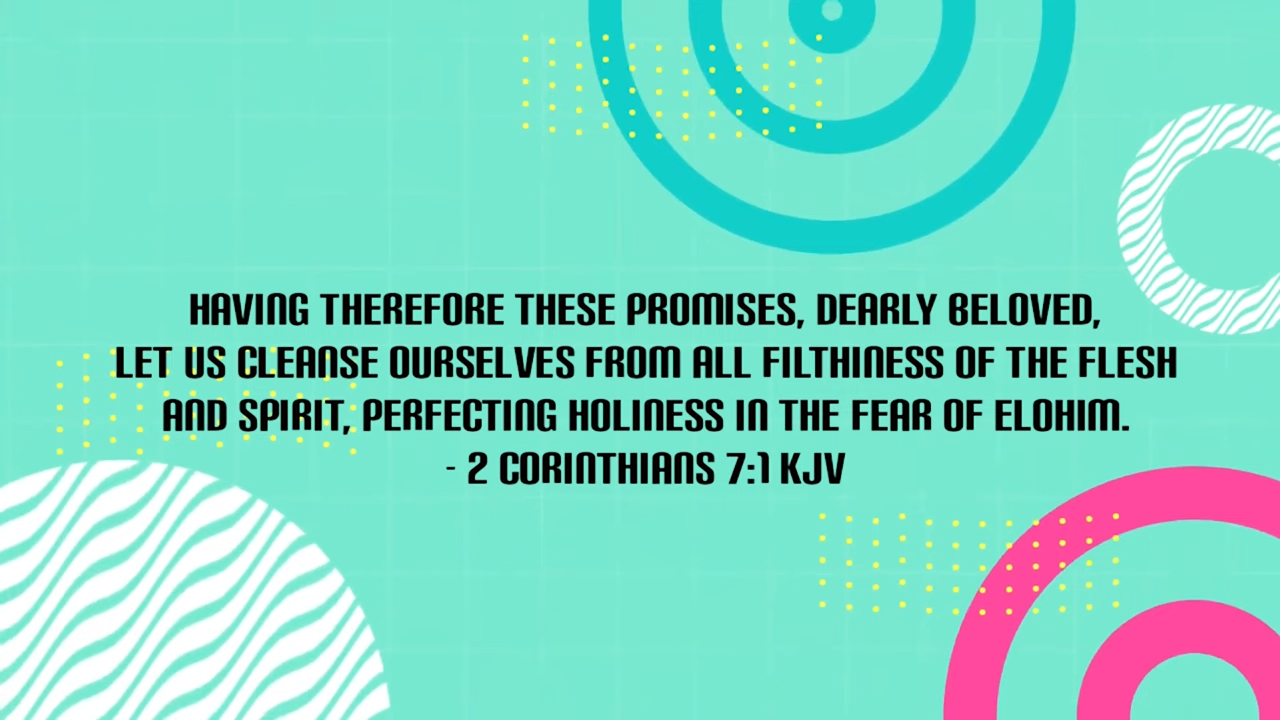 HAVING THEREFORE THESE PROMISES, DEARLY BELOVED,
LET US CLEANSE OURSELVES FROM ALL FILTHINESS OF THE FLESH
AND SPIRIT, PERFECTING HOLINESS IN THE FEAR OF ELOHIM.
- 2 CORINTHIANS 7:1 KJV